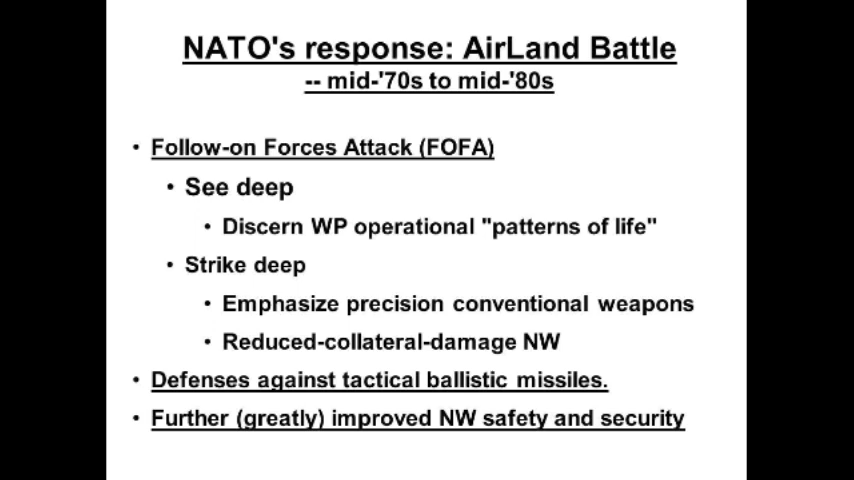 NATO's response: AirLand Battle
-- mid-'70s to mid-'80s
• Follow-on Forces Attack (FOFA)
• See deep
• Discern WP operational "patterns of life"
• Strike deep
• Emphasize precision conventional weapons
• Reduced-collateral-damage NW
• Defenses against tactical ballistic missiles.
• Further (greatly) improved NW safety and security